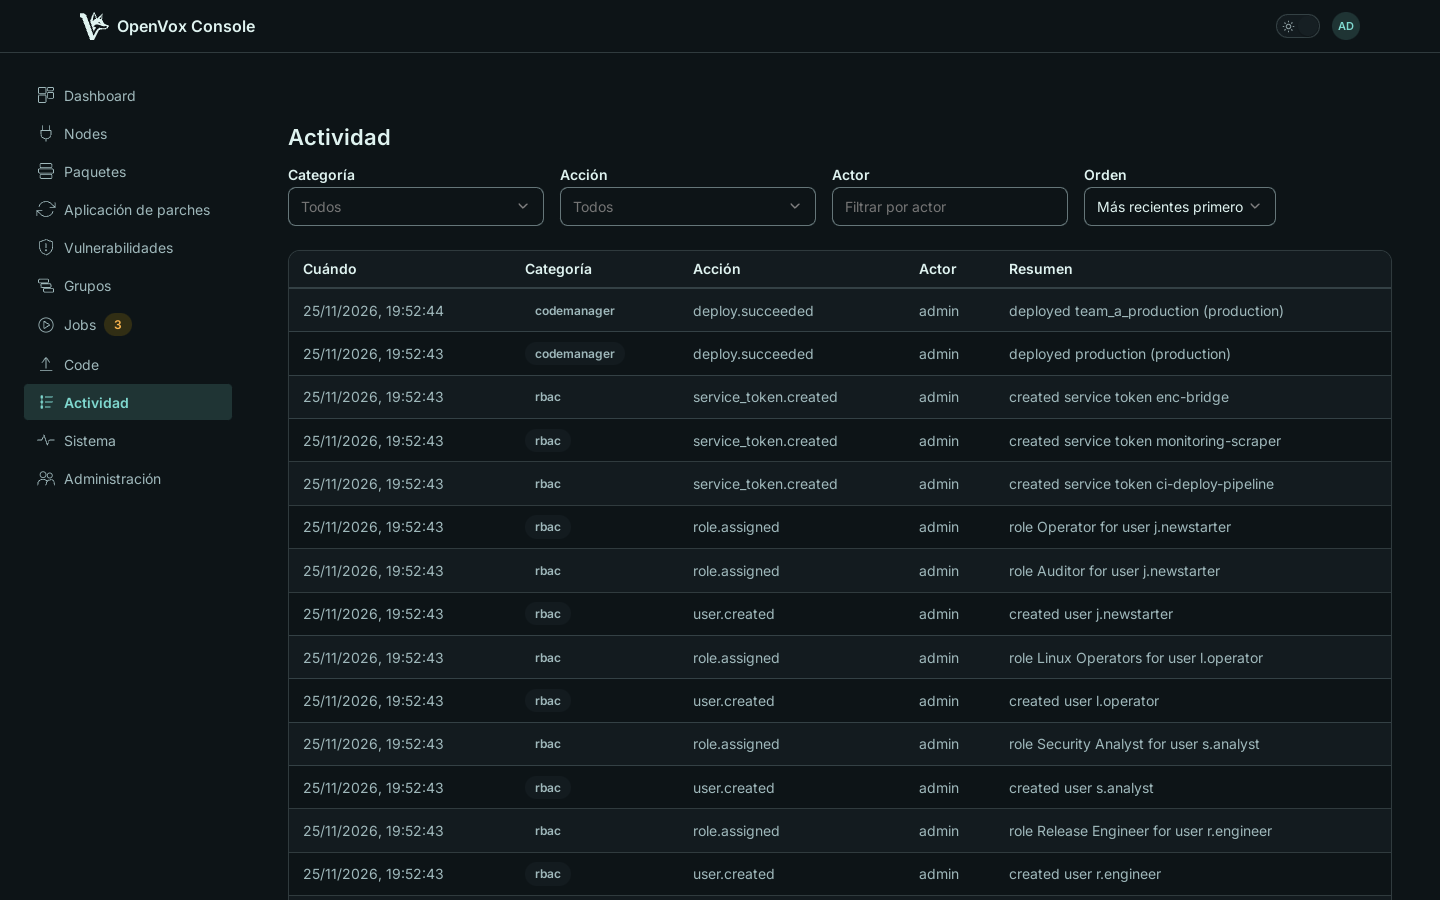 OpenVox Console
AD
Dashboard
Nodes
Paquetes
Aplicación de parches
Vulnerabilidades
Grupos
Jobs 3
Code
Actividad
Sistema
Administración
Actividad
Categoría Acción Actor Orden
Todos Todos Filtrar por actor Más recientes primero
Cuándo Categoría Acción Actor Resumen
25/11/2026, 19:52:44 codemanager deploy.succeeded admin deployed team_a_production (production)
25/11/2026, 19:52:43 codemanager deploy.succeeded admin deployed production (production)
25/11/2026, 19:52:43 rbac service_token.created admin created service token enc-bridge
25/11/2026, 19:52:43 rbac service_token.created admin created service token monitoring-scraper
25/11/2026, 19:52:43 rbac service_token.created admin created service token ci-deploy-pipeline
25/11/2026, 19:52:43 rbac role.assigned admin role Operator for user j.newstarter
25/11/2026, 19:52:43 rbac role.assigned admin role Auditor for user j.newstarter
25/11/2026, 19:52:43 rbac user.created admin created user j.newstarter
25/11/2026, 19:52:43 rbac role.assigned admin role Linux Operators for user l.operator
25/11/2026, 19:52:43 rbac user.created admin created user l.operator
25/11/2026, 19:52:43 rbac role.assigned admin role Security Analyst for user s.analyst
25/11/2026, 19:52:43 rbac user.created admin created user s.analyst
25/11/2026, 19:52:43 rbac role.assigned admin role Release Engineer for user r.engineer
25/11/2026, 19:52:43 rbac user.created admin created user r.engineer